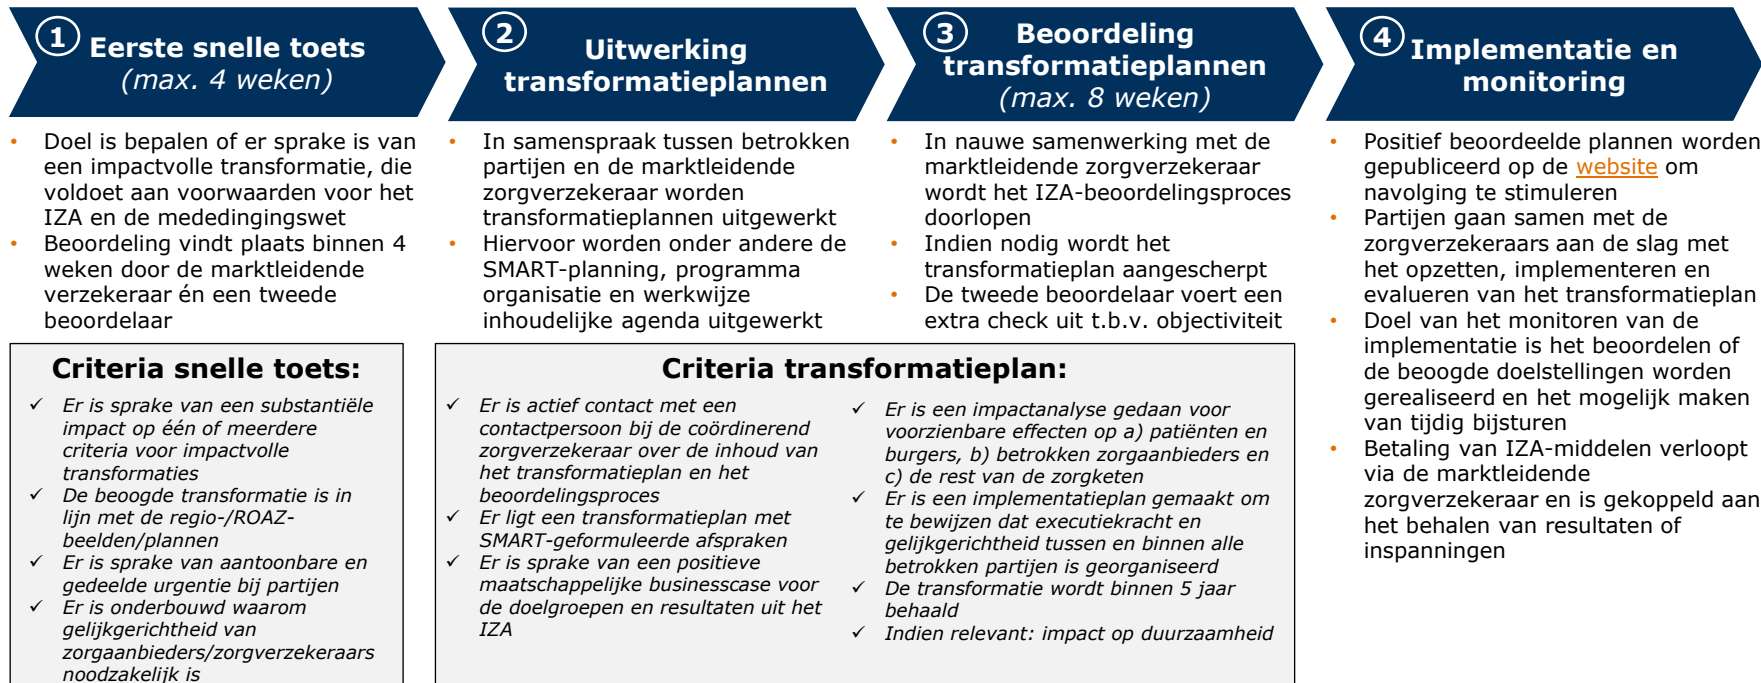 1
Eerste snelle toets
(max. 4 weken)
• Doel is bepalen of er sprake is van
een impactvolle transformatie, die
voldoet aan voorwaarden voor het
IZA en de mededingingswet
• Beoordeling vindt plaats binnen 4
weken door de marktleidende
verzekeraar én een tweede
beoordelaar
Criteria snelle toets:
✓ Er is sprake van een substantiële
impact op één of meerdere
criteria voor impactvolle
transformaties
✓ De beoogde transformatie is in
lijn met de regio-/ROAZ-
beelden/plannen
✓ Er is sprake van aantoonbare en
gedeelde urgentie bij partijen
✓ Er is onderbouwd waarom
gelijkgerichtheid van
zorgaanbieders/zorgverzekeraars
noodzakelijk is
2
Uitwerking
transformatieplannen
• In samenspraak tussen betrokken
partijen en de marktleidende
zorgverzekeraar worden
transformatieplannen uitgewerkt
• Hiervoor worden onder andere de
SMART-planning, programma
organisatie en werkwijze
inhoudelijke agenda uitgewerkt
3
Beoordeling
transformatieplannen
(max. 8 weken)
• In nauwe samenwerking met de
marktleidende zorgverzekeraar
wordt het IZA-beoordelingsproces
doorlopen
• Indien nodig wordt het
transformatieplan aangescherpt
• De tweede beoordelaar voert een
extra check uit t.b.v. objectiviteit
Criteria transformatieplan:
✓ Er is actief contact met een
contactpersoon bij de coördinerend
zorgverzekeraar over de inhoud van
het transformatieplan en het
beoordelingsproces
✓ Er ligt een transformatieplan met
SMART-geformuleerde afspraken
✓ Er is sprake van een positieve
maatschappelijke businesscase voor
de doelgroepen en resultaten uit het
IZA
✓ Er is een impactanalyse gedaan voor
voorzienbare effecten op a) patiënten en
burgers, b) betrokken zorgaanbieders en
c) de rest van de zorgketen
✓ Er is een implementatieplan gemaakt om
te bewijzen dat executiekracht en
gelijkgerichtheid tussen en binnen alle
betrokken partijen is georganiseerd
✓ De transformatie wordt binnen 5 jaar
behaald
✓ Indien relevant: impact op duurzaamheid
4
Implementatie en
monitoring
• Positief beoordeelde plannen worden
gepubliceerd op de website om
navolging te stimuleren
• Partijen gaan samen met de
zorgverzekeraars aan de slag met
het opzetten, implementeren en
evalueren van het transformatieplan
• Doel van het monitoren van de
implementatie is het beoordelen of
de beoogde doelstellingen worden
gerealiseerd en het mogelijk maken
van tijdig bijsturen
• Betaling van IZA-middelen verloopt
via de marktleidende
zorgverzekeraar en is gekoppeld aan
het behalen van resultaten of
inspanningen